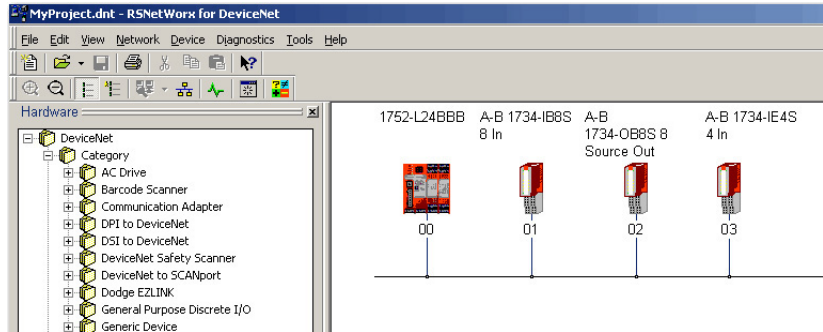 MyProject.dnt - RSNetWorx for DeviceNet
File Edit View Network Device Diagnostics Tools Help
Hardware
DeviceNet
Category
AC Drive
Barcode Scanner
Communication Adapter
DPI to DeviceNet
DSI to DeviceNet
DeviceNet Safety Scanner
DeviceNet to SCANport
Dodge EZLINK
General Purpose Discrete I/O
Generic Device
1752-L24BBB
00
A-B 1734-IB8S
8 In
01
A-B
1734-OB8S 8
Source Out
02
A-B 1734-IE4S
4 In
03